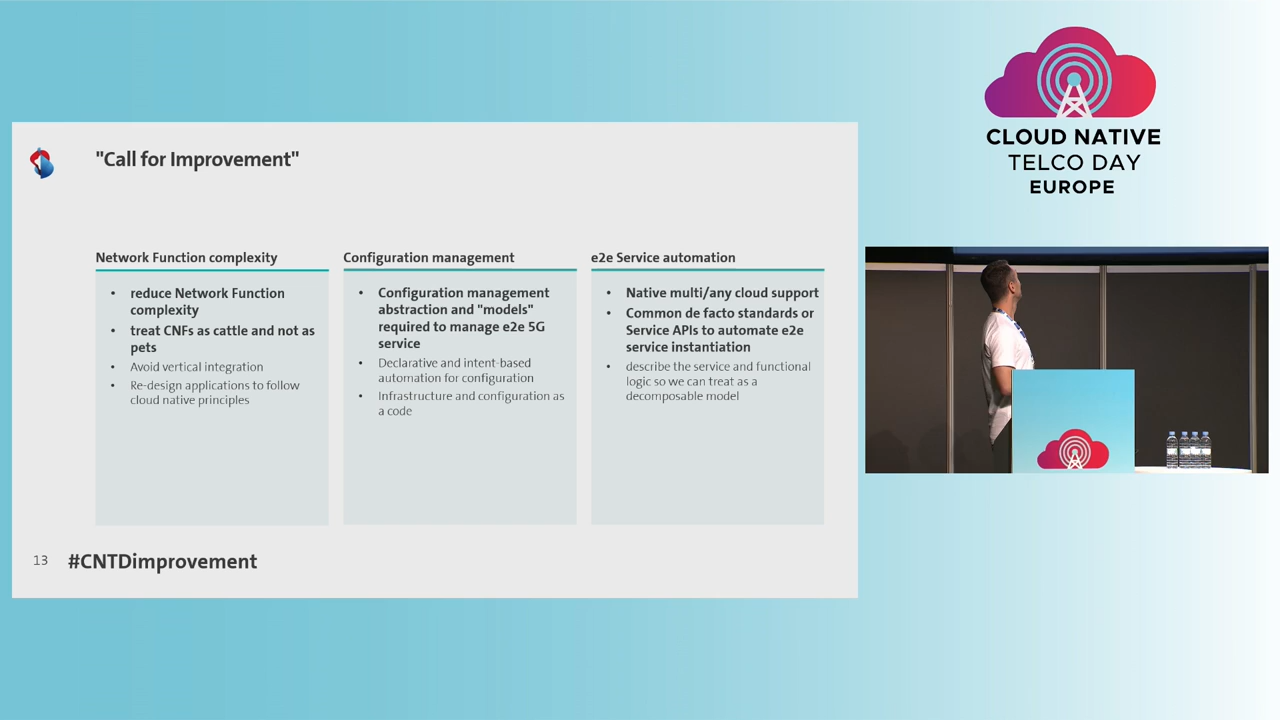 CLOUD NATIVE
TELCO DAY
EUROPE
"Call for Improvement"
Network Function complexity
• reduce Network Function
complexity
• treat CNFs as cattle and not as
pets
• Avoid vertical integration
• Re-design applications to follow
cloud native principles
Configuration management
• Configuration management
abstraction and "models"
required to manage e2e 5G
service
• Declarative and intent-based
automation for configuration
• Infrastructure and configuration as
a code
e2e Service automation
• Native multi/any cloud support
• Common de facto standards or
Service APIs to automate e2e
service instantiation
• describe the service and functional
logic so we can treat as a
decomposable model
13
#CNTDimprovement